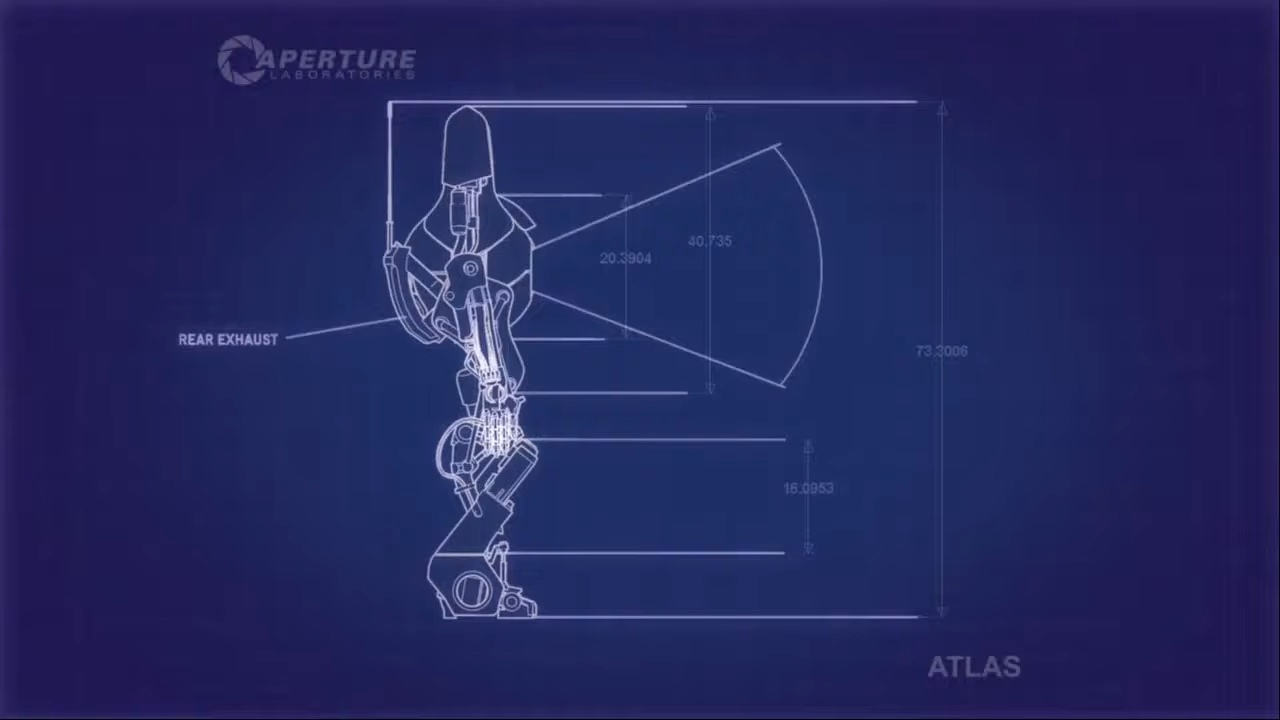 APERTURE
LABORATORIES
40.735
20.3904
REAR EXHAUST
73.3006
16.0953
ATLAS